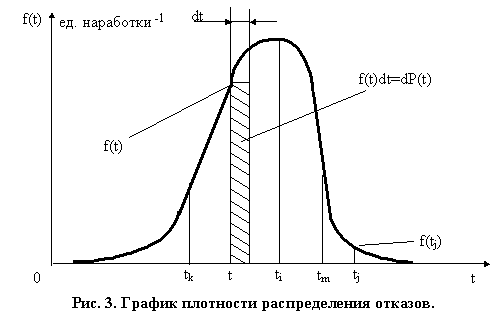 f(t) ед. наработки⁻¹ dt
f(t)dt=dP(t)
f(t)
f(tⱼ)
0 tₖ t tᵢ tₘ tⱼ t
Рис. 3. График плотности распределения отказов.